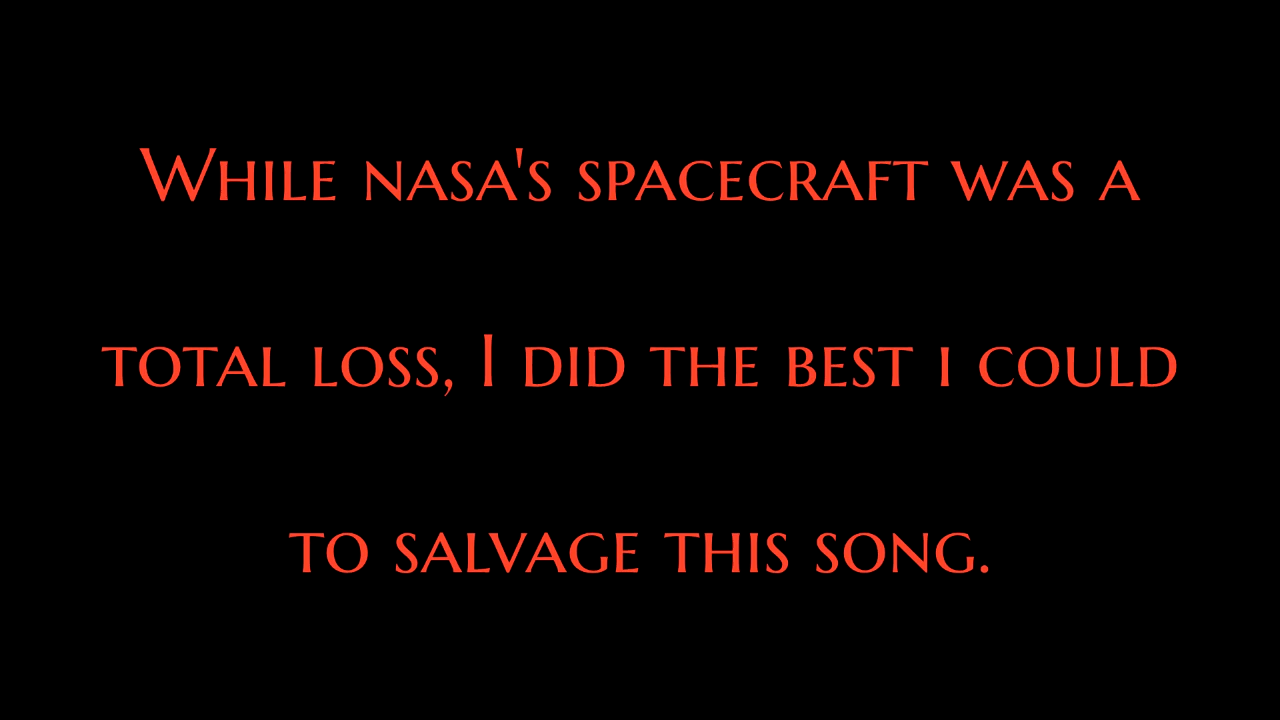 While nasa's spacecraft was a
total loss, I did the best i could
to salvage this song.